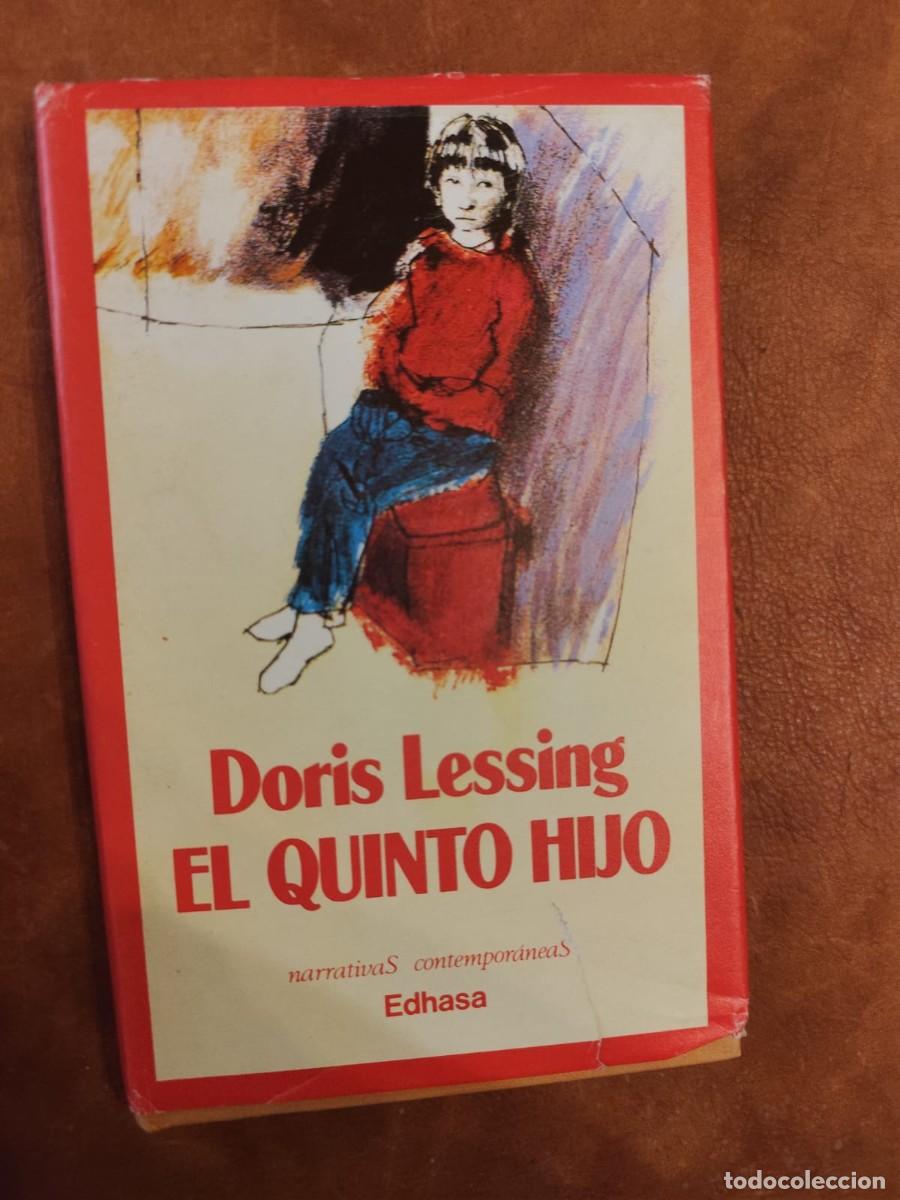 Doris Lessing
EL QUINTO HIJO
narrativaS contemporáneaS
Edhasa
todocoleccion